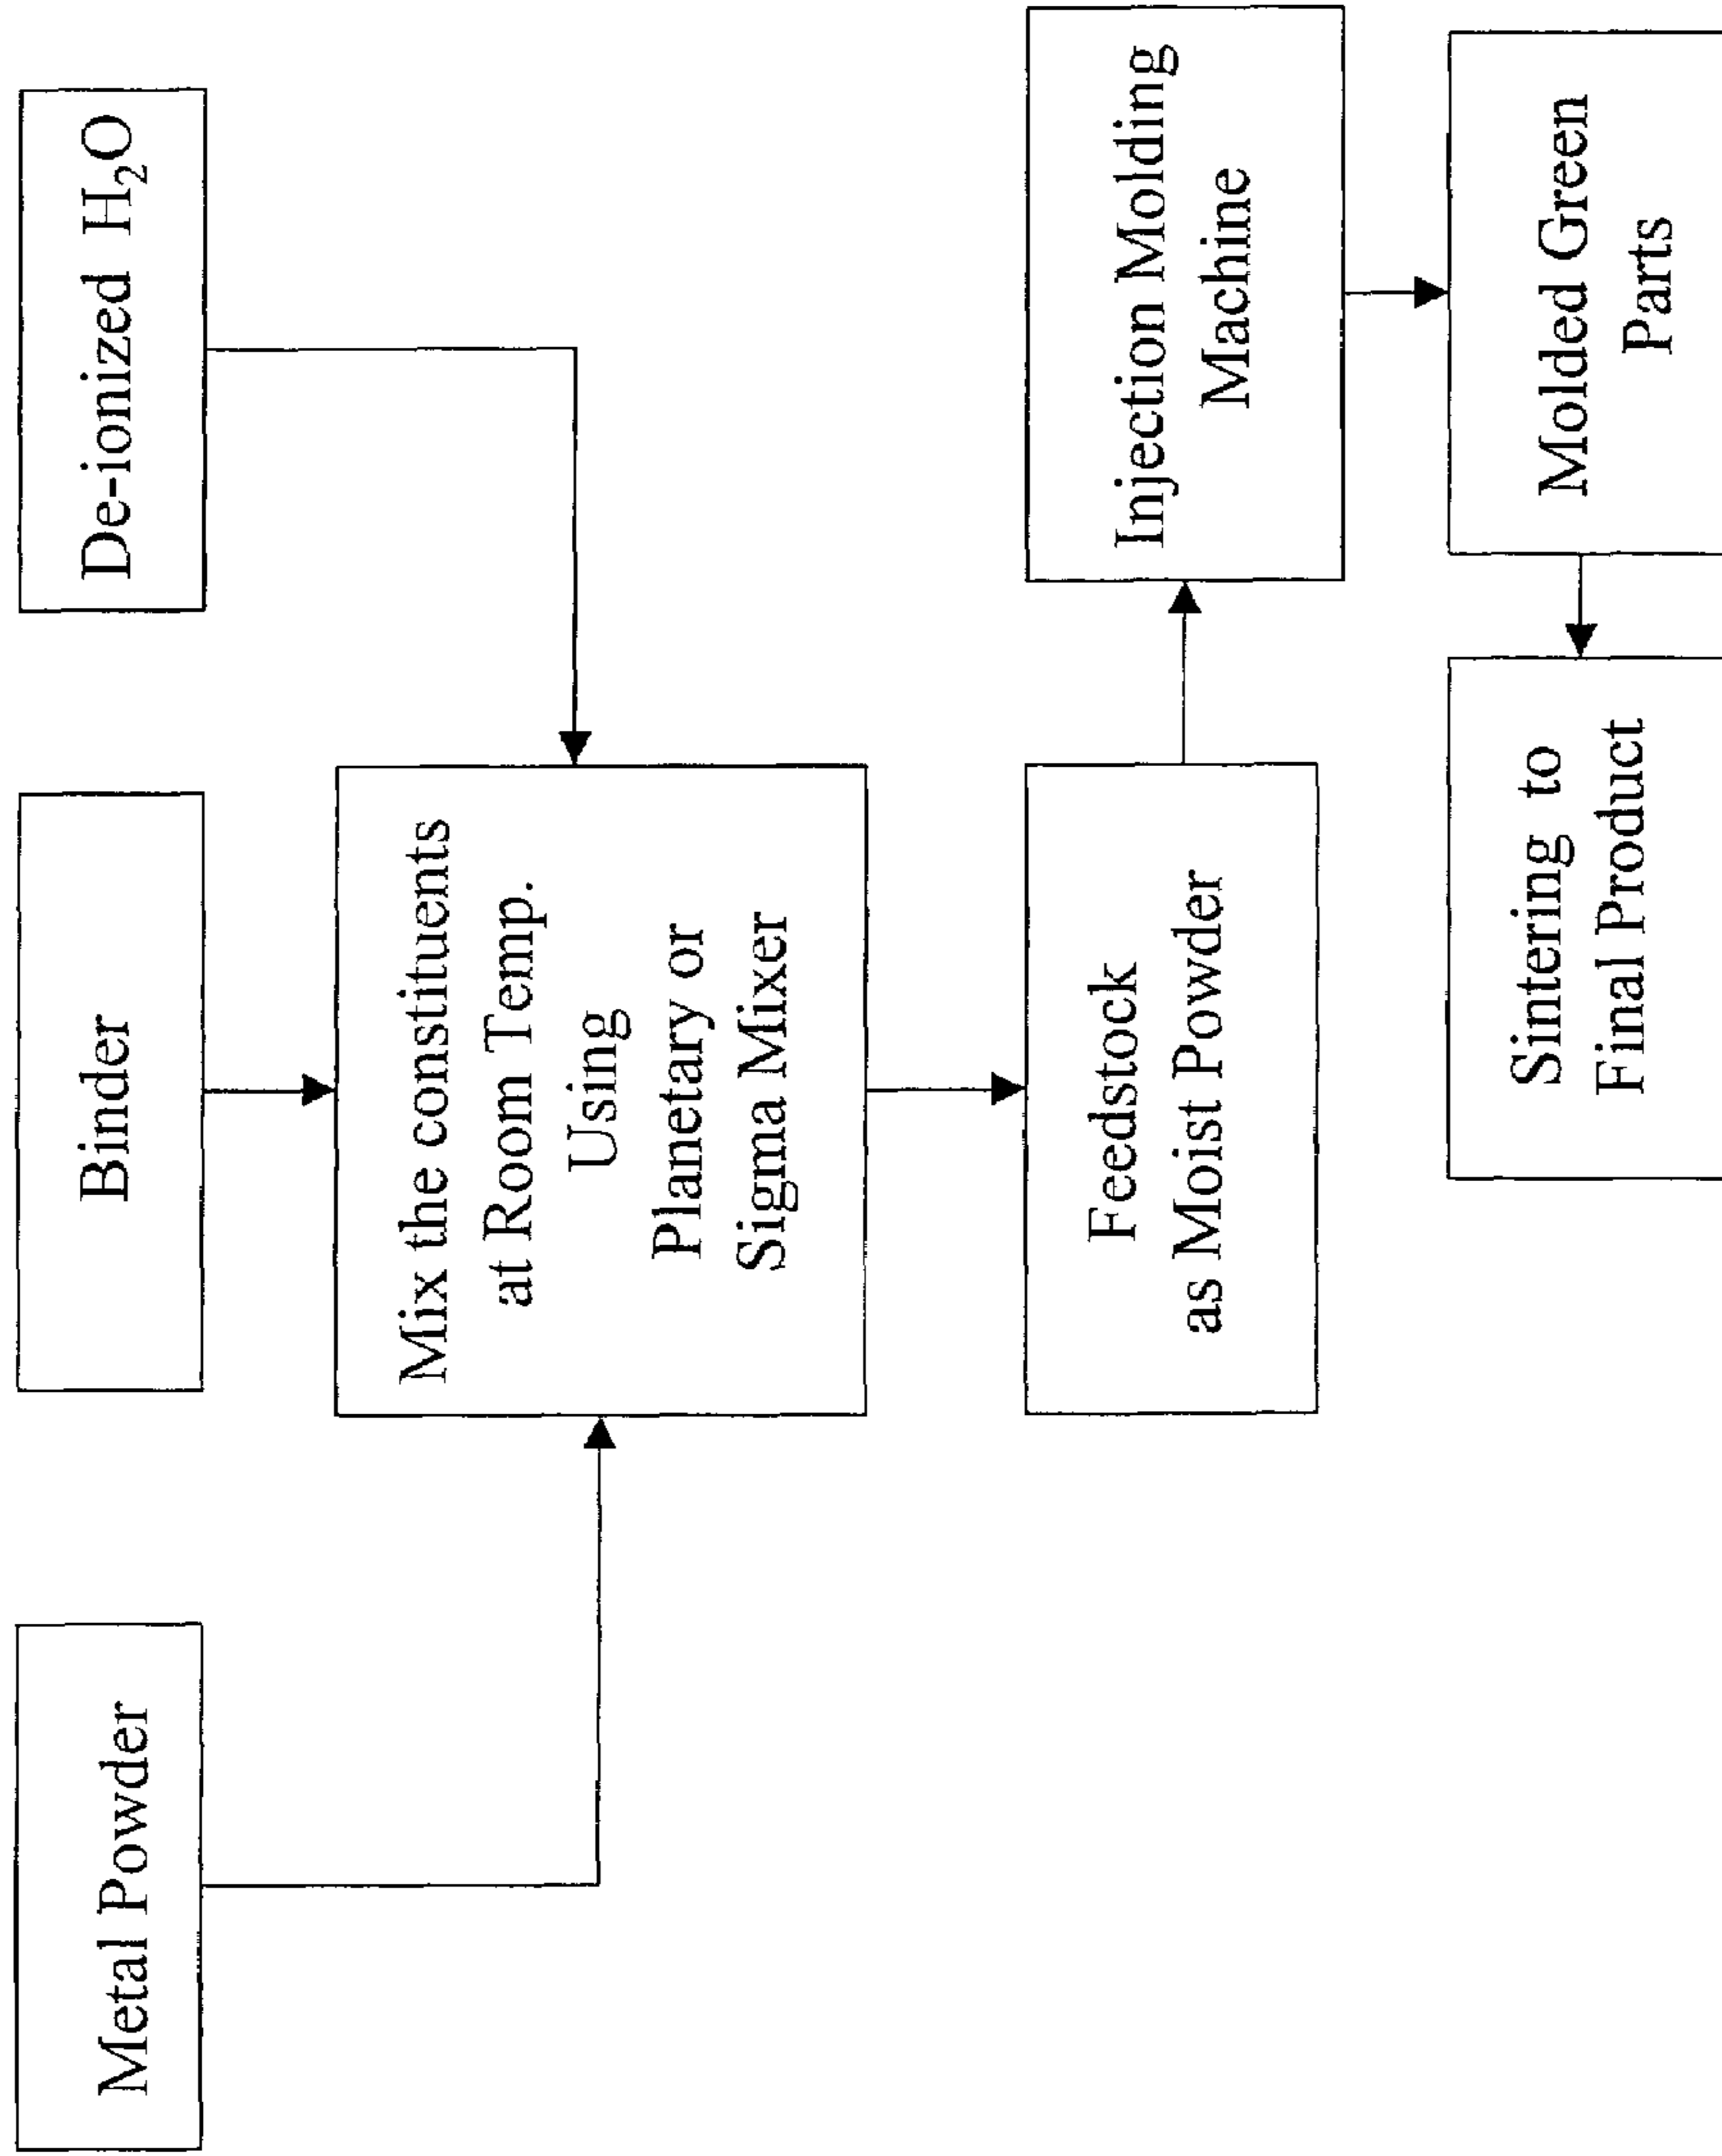 Metal Powder
Binder
De-ionized H₂O
Mix the constituents
at Room Temp.
Using
Planetary or
Sigma Mixer
Feedstock
as Moist Powder
Injection Molding
Machine
Molded Green
Parts
Sintering to
Final Product